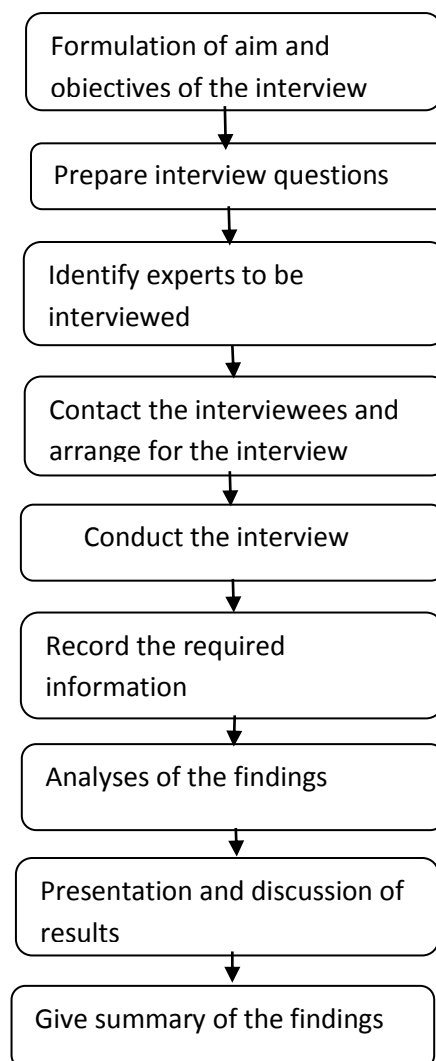 Formulation of aim and
objectives of the interview
Prepare interview questions
Identify experts to be
interviewed
Contact the interviewees and
arrange for the interview
Conduct the interview
Record the required
information
Analyses of the findings
Presentation and discussion of
results
Give summary of the findings